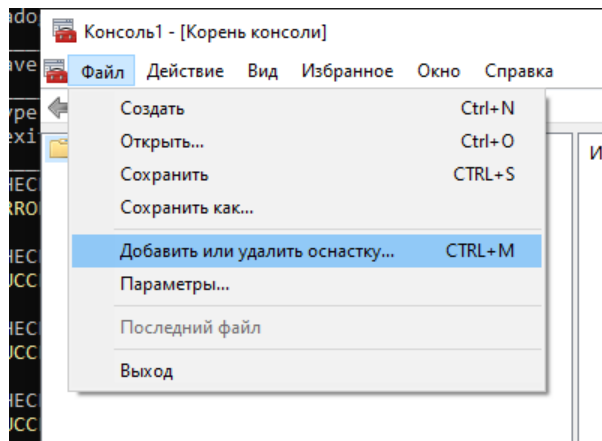 Консоль1 - [Корень консоли]
Файл Действие Вид Избранное Окно Справка
Создать Ctrl+N
Открыть... Ctrl+O
Сохранить CTRL+S
Сохранить как...
Добавить или удалить оснастку... CTRL+M
Параметры...
Последний файл
Выход